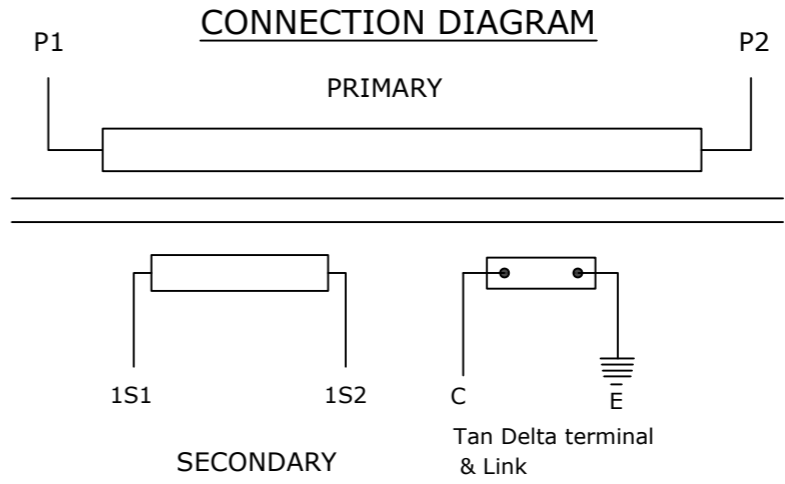 CONNECTION DIAGRAM
P1
P2
PRIMARY
1S1
1S2
C
E
Tan Delta terminal
& Link
SECONDARY